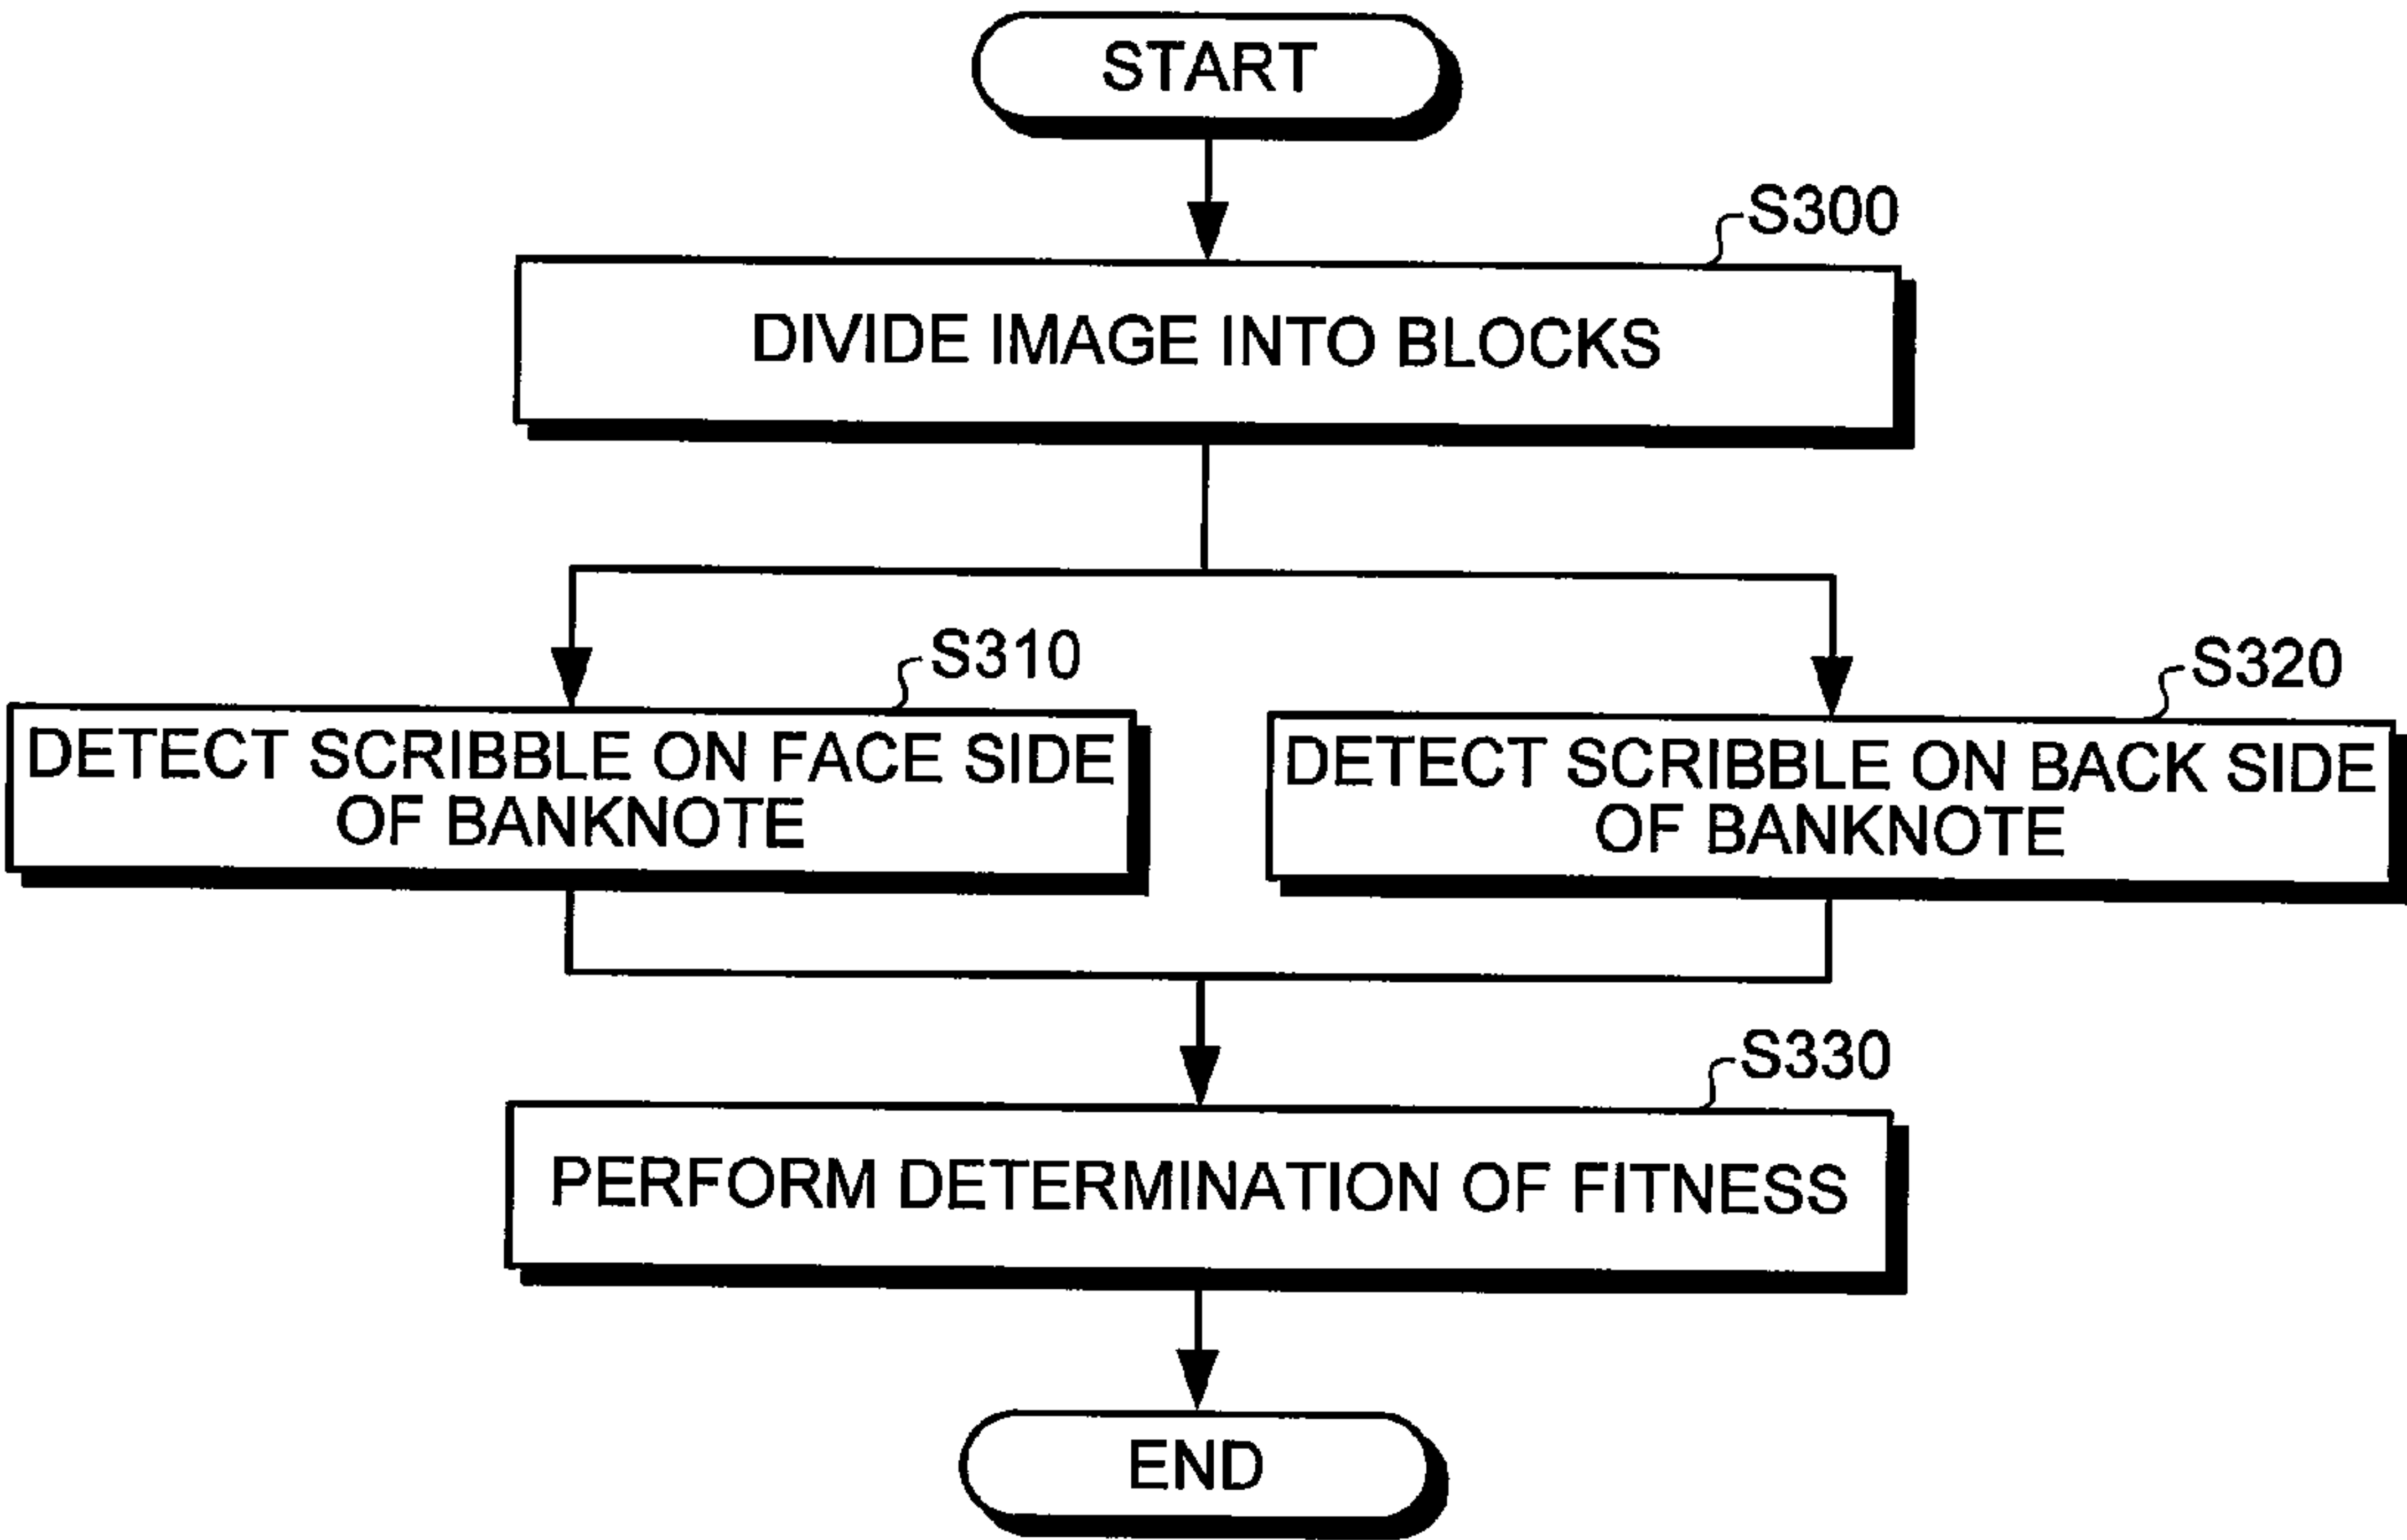 START
S300
DIVIDE IMAGE INTO BLOCKS
S310
DETECT SCRIBBLE ON FACE SIDE
OF BANKNOTE
S320
DETECT SCRIBBLE ON BACK SIDE
OF BANKNOTE
S330
PERFORM DETERMINATION OF FITNESS
END